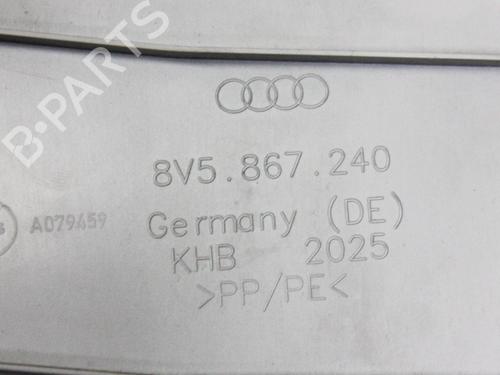 B-PARTS
8V5.867.240
A079459
Germany (DE)
KHB 2025
>PP/PE<